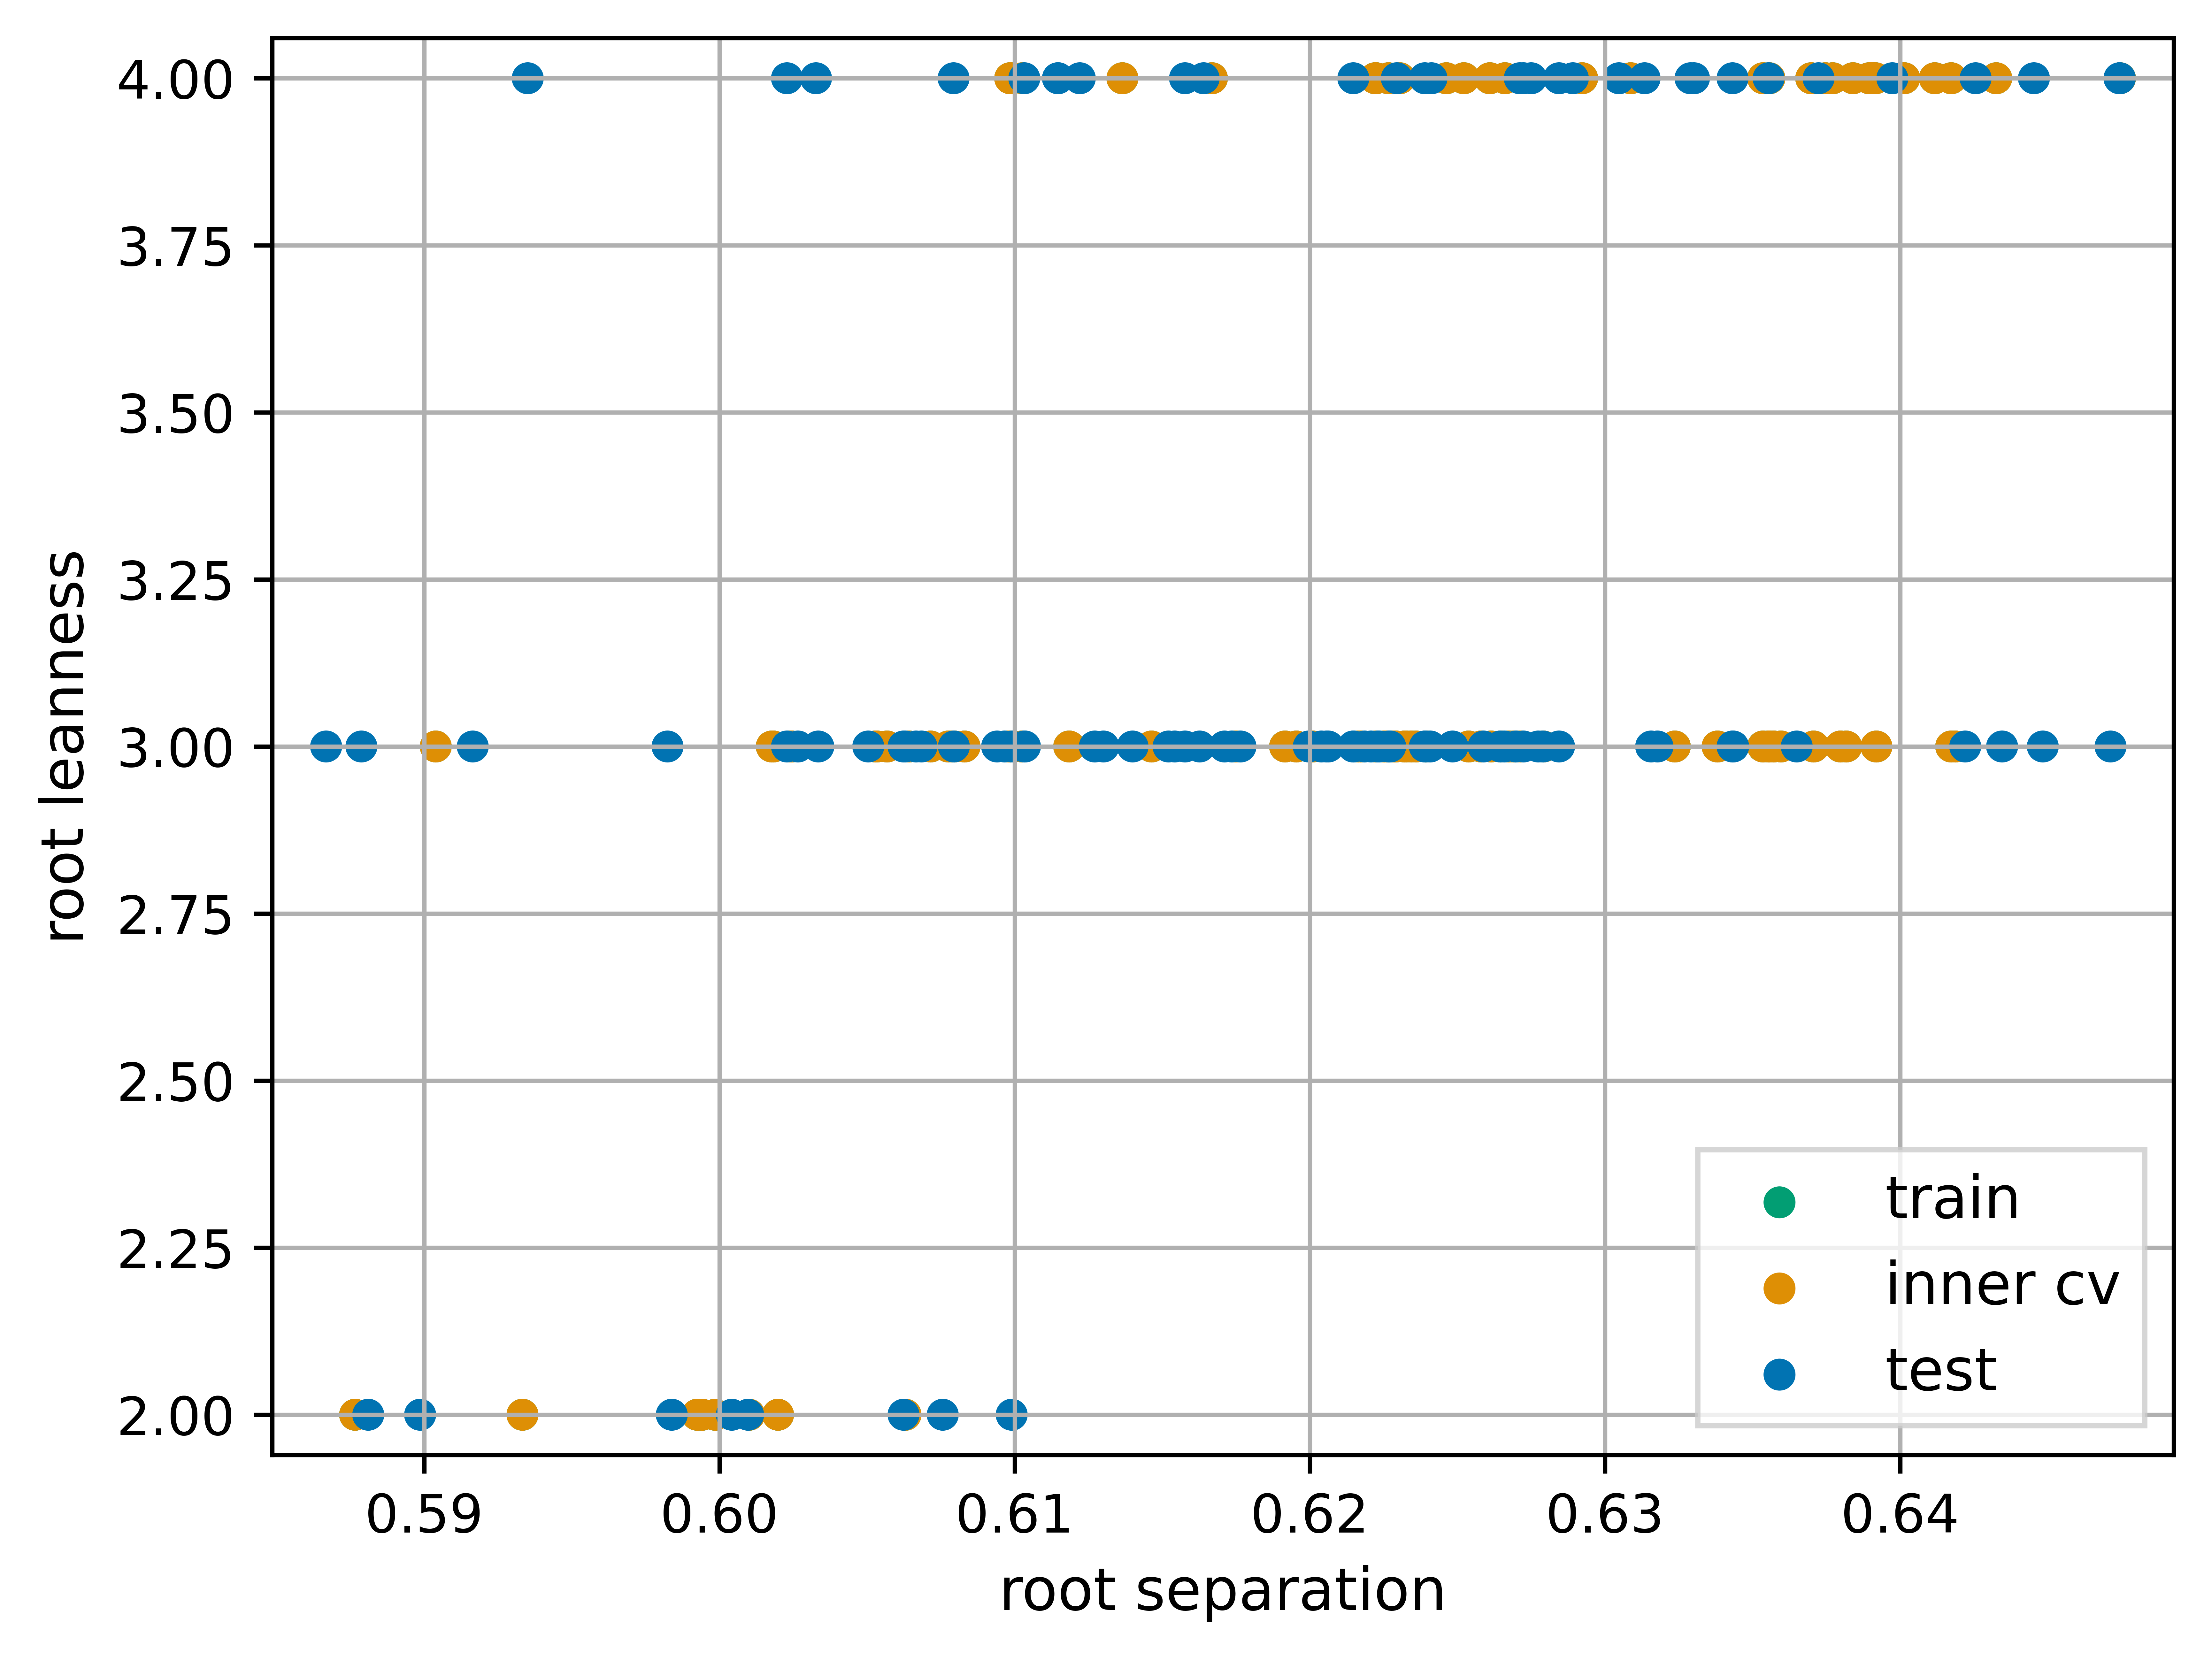 4.00
3.75
3.50
3.25
3.00
2.75
2.50
2.25
2.00
root leanness
train
inner cv
test
0.59 0.60 0.61 0.62 0.63 0.64
root separation